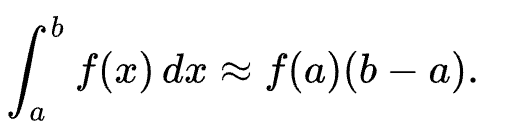 ∫_a^b f(x) dx ≈ f(a)(b − a).